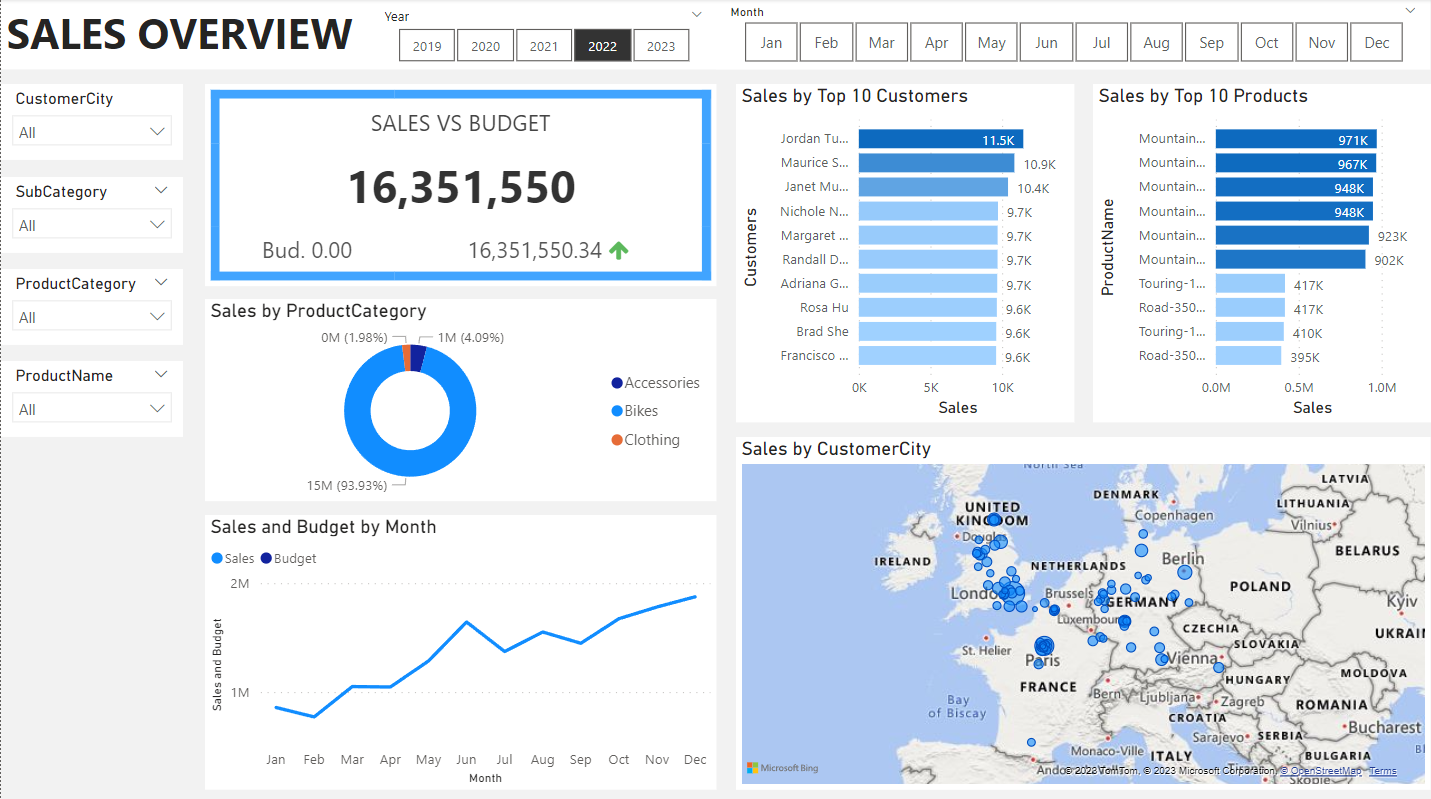 SALES OVERVIEW
Year
2019 2020 2021 2022 2023
Month
Jan Feb Mar Apr May Jun Jul Aug Sep Oct Nov Dec
CustomerCity
All
SubCategory
All
ProductCategory
All
ProductName
All
SALES VS BUDGET
16,351,550
Bud. 0.00 16,351,550.34
Sales by ProductCategory
0M (1.98%) 1M (4.09%)
15M (93.93%)
Accessories
Bikes
Clothing
Sales and Budget by Month
Sales Budget
Sales and Budget
2M
1M
Jan Feb Mar Apr May Jun Jul Aug Sep Oct Nov Dec
Month
Sales by Top 10 Customers
Customers
Jordan Tu... 11.5K
Maurice S... 10.9K
Janet Mu... 10.4K
Nichole N... 9.7K
Margaret ... 9.7K
Randall D... 9.7K
Adriana G... 9.7K
Rosa Hu 9.6K
Brad She 9.6K
Francisco ... 9.6K
0K 5K 10K
Sales
Sales by Top 10 Products
ProductName
Mountain... 971K
Mountain... 967K
Mountain... 948K
Mountain... 948K
Mountain... 923K
Mountain... 902K
Touring-1... 417K
Road-350... 417K
Touring-1... 410K
Road-350... 395K
0.0M 0.5M 1.0M
Sales
Sales by CustomerCity
North Sea
LATVIA
DENMARK
Copenhagen
LITHUANIA
UNITED
KINGDOM
Vilnius
Douglas
BELARUS
IRELAND
NETHERLANDS
Berlin
POLAND
London
Brussels
GERMANY
Kyiv
Luxembourg
CZECHIA
UKRAIN
St. Helier
SLOVAKIA
Paris
Vienna
MOLDOVA
FRANCE
HUNGARY
Bern
Ljubljana
Zagreb
ROMANIA
Bay
of Biscay
CROATIA
Bucharest
Sarajevo
SERBIA
Monaco-Ville
ITALY
BULGARIA
Microsoft Bing
© 2023 TomTom, © 2023 Microsoft Corporation, © OpenStreetMap Terms
Skopje